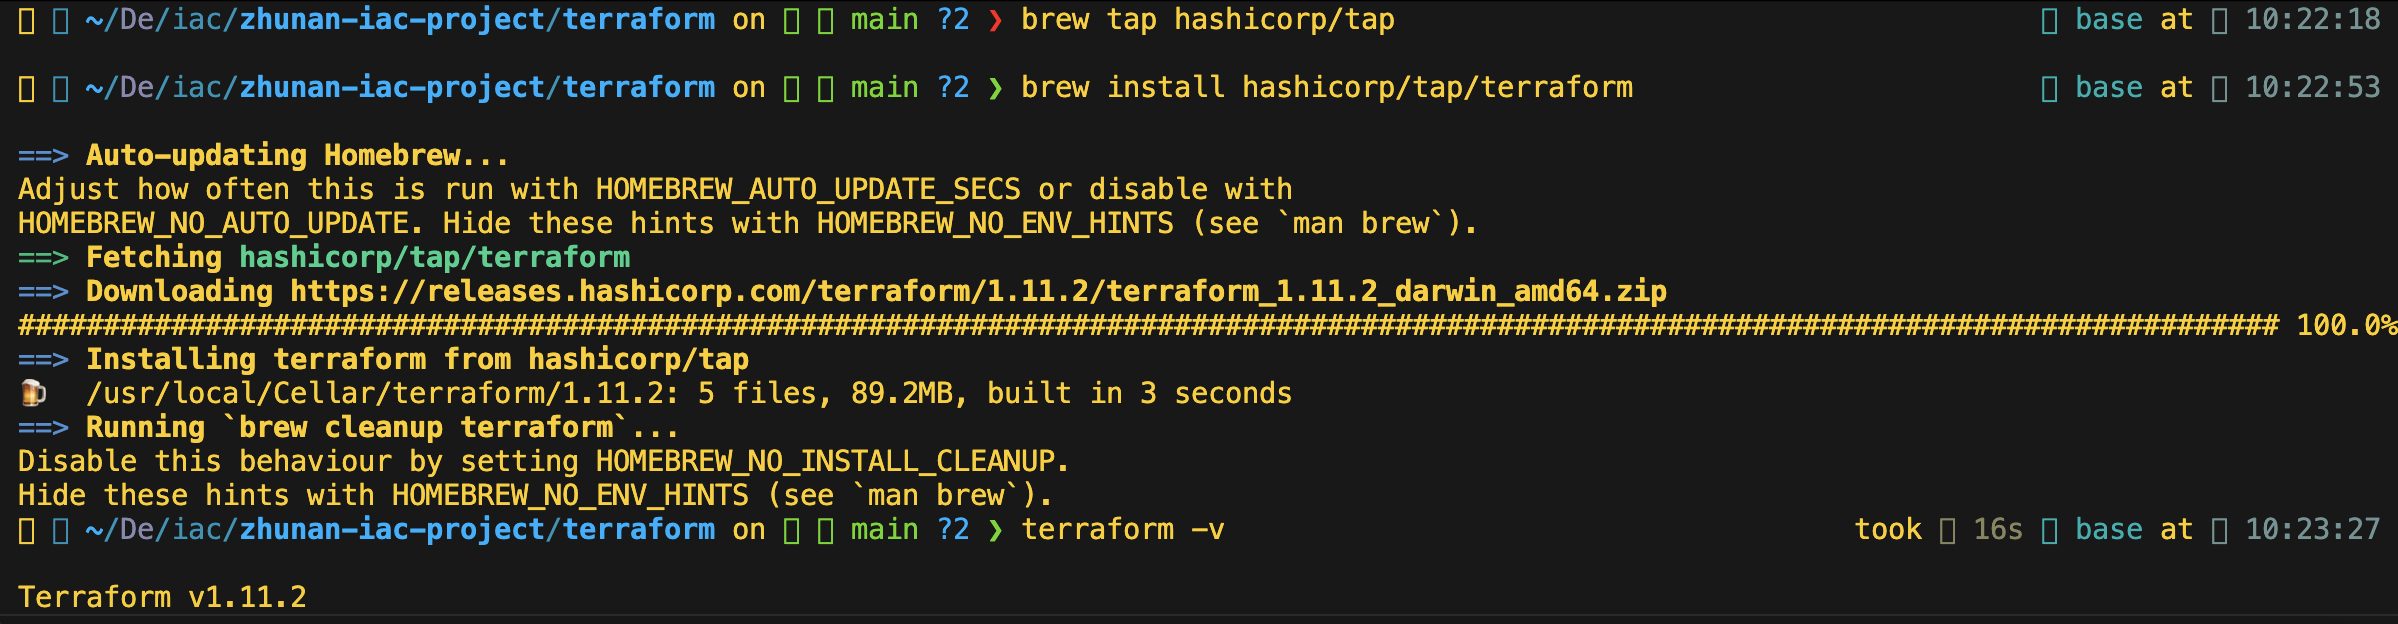 ~/De/iac/zhunan-iac-project/terraform on main ?2 ❯ brew tap hashicorp/tap base at 10:22:18
~/De/iac/zhunan-iac-project/terraform on main ?2 ❯ brew install hashicorp/tap/terraform base at 10:22:53
==> Auto-updating Homebrew...
Adjust how often this is run with HOMEBREW_AUTO_UPDATE_SECS or disable with
HOMEBREW_NO_AUTO_UPDATE. Hide these hints with HOMEBREW_NO_ENV_HINTS (see `man brew`).
==> Fetching hashicorp/tap/terraform
==> Downloading https://releases.hashicorp.com/terraform/1.11.2/terraform_1.11.2_darwin_amd64.zip
##################################################################################################################################### 100.0%
==> Installing terraform from hashicorp/tap
🍺 /usr/local/Cellar/terraform/1.11.2: 5 files, 89.2MB, built in 3 seconds
==> Running `brew cleanup terraform`...
Disable this behaviour by setting HOMEBREW_NO_INSTALL_CLEANUP.
Hide these hints with HOMEBREW_NO_ENV_HINTS (see `man brew`).
~/De/iac/zhunan-iac-project/terraform on main ?2 ❯ terraform -v took 16s base at 10:23:27
Terraform v1.11.2